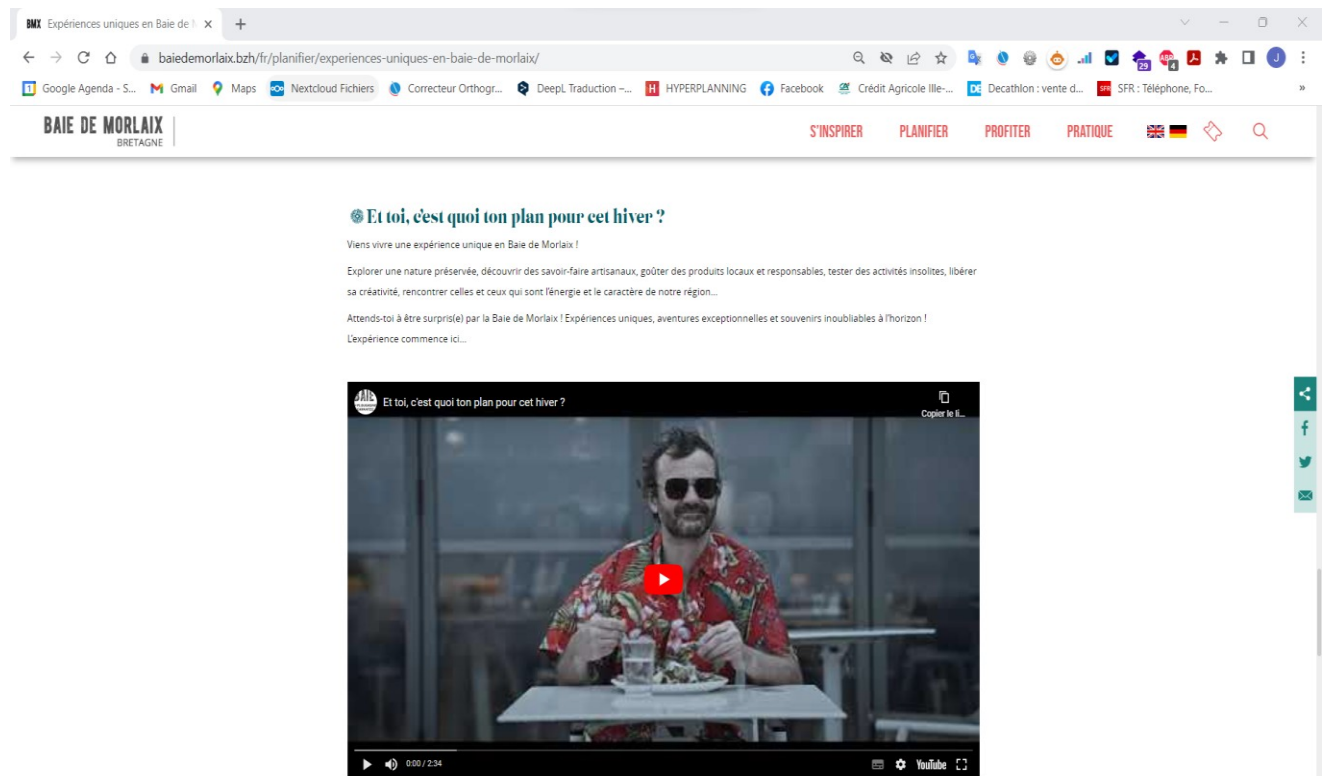 BMX Expériences uniques en Baie de
baiedemorlaix.bzh/fr/planifier/experiences-uniques-en-baie-de-morlaix/
29
ABP
4
J
1 Google Agenda - S... Gmail Maps Nextcloud Fichiers Correcteur Orthogr... DeepL Traduction –... H HYPERPLANNING Facebook Crédit Agricole Ille-... DE Decathlon : vente d... SFR SFR : Téléphone, Fo... »
BAIE DE MORLAIX
BRETAGNE
S'INSPIRER PLANIFIER PROFITER PRATIQUE
Et toi, c'est quoi ton plan pour cet hiver ?
Viens vivre une expérience unique en Baie de Morlaix !
Explorer une nature préservée, découvrir des savoir-faire artisanaux, goûter des produits locaux et responsables, tester des activités insolites, libérer
sa créativité, rencontrer celles et ceux qui sont l'énergie et le caractère de notre région...
Attends-toi à être surpris(e) par la Baie de Morlaix ! Expériences uniques, aventures exceptionnelles et souvenirs inoubliables à l'horizon !
L'expérience commence ici...
BAIE
Et toi, c'est quoi ton plan pour cet hiver ?
Copier le li...
0:00 / 2:34
YouTube